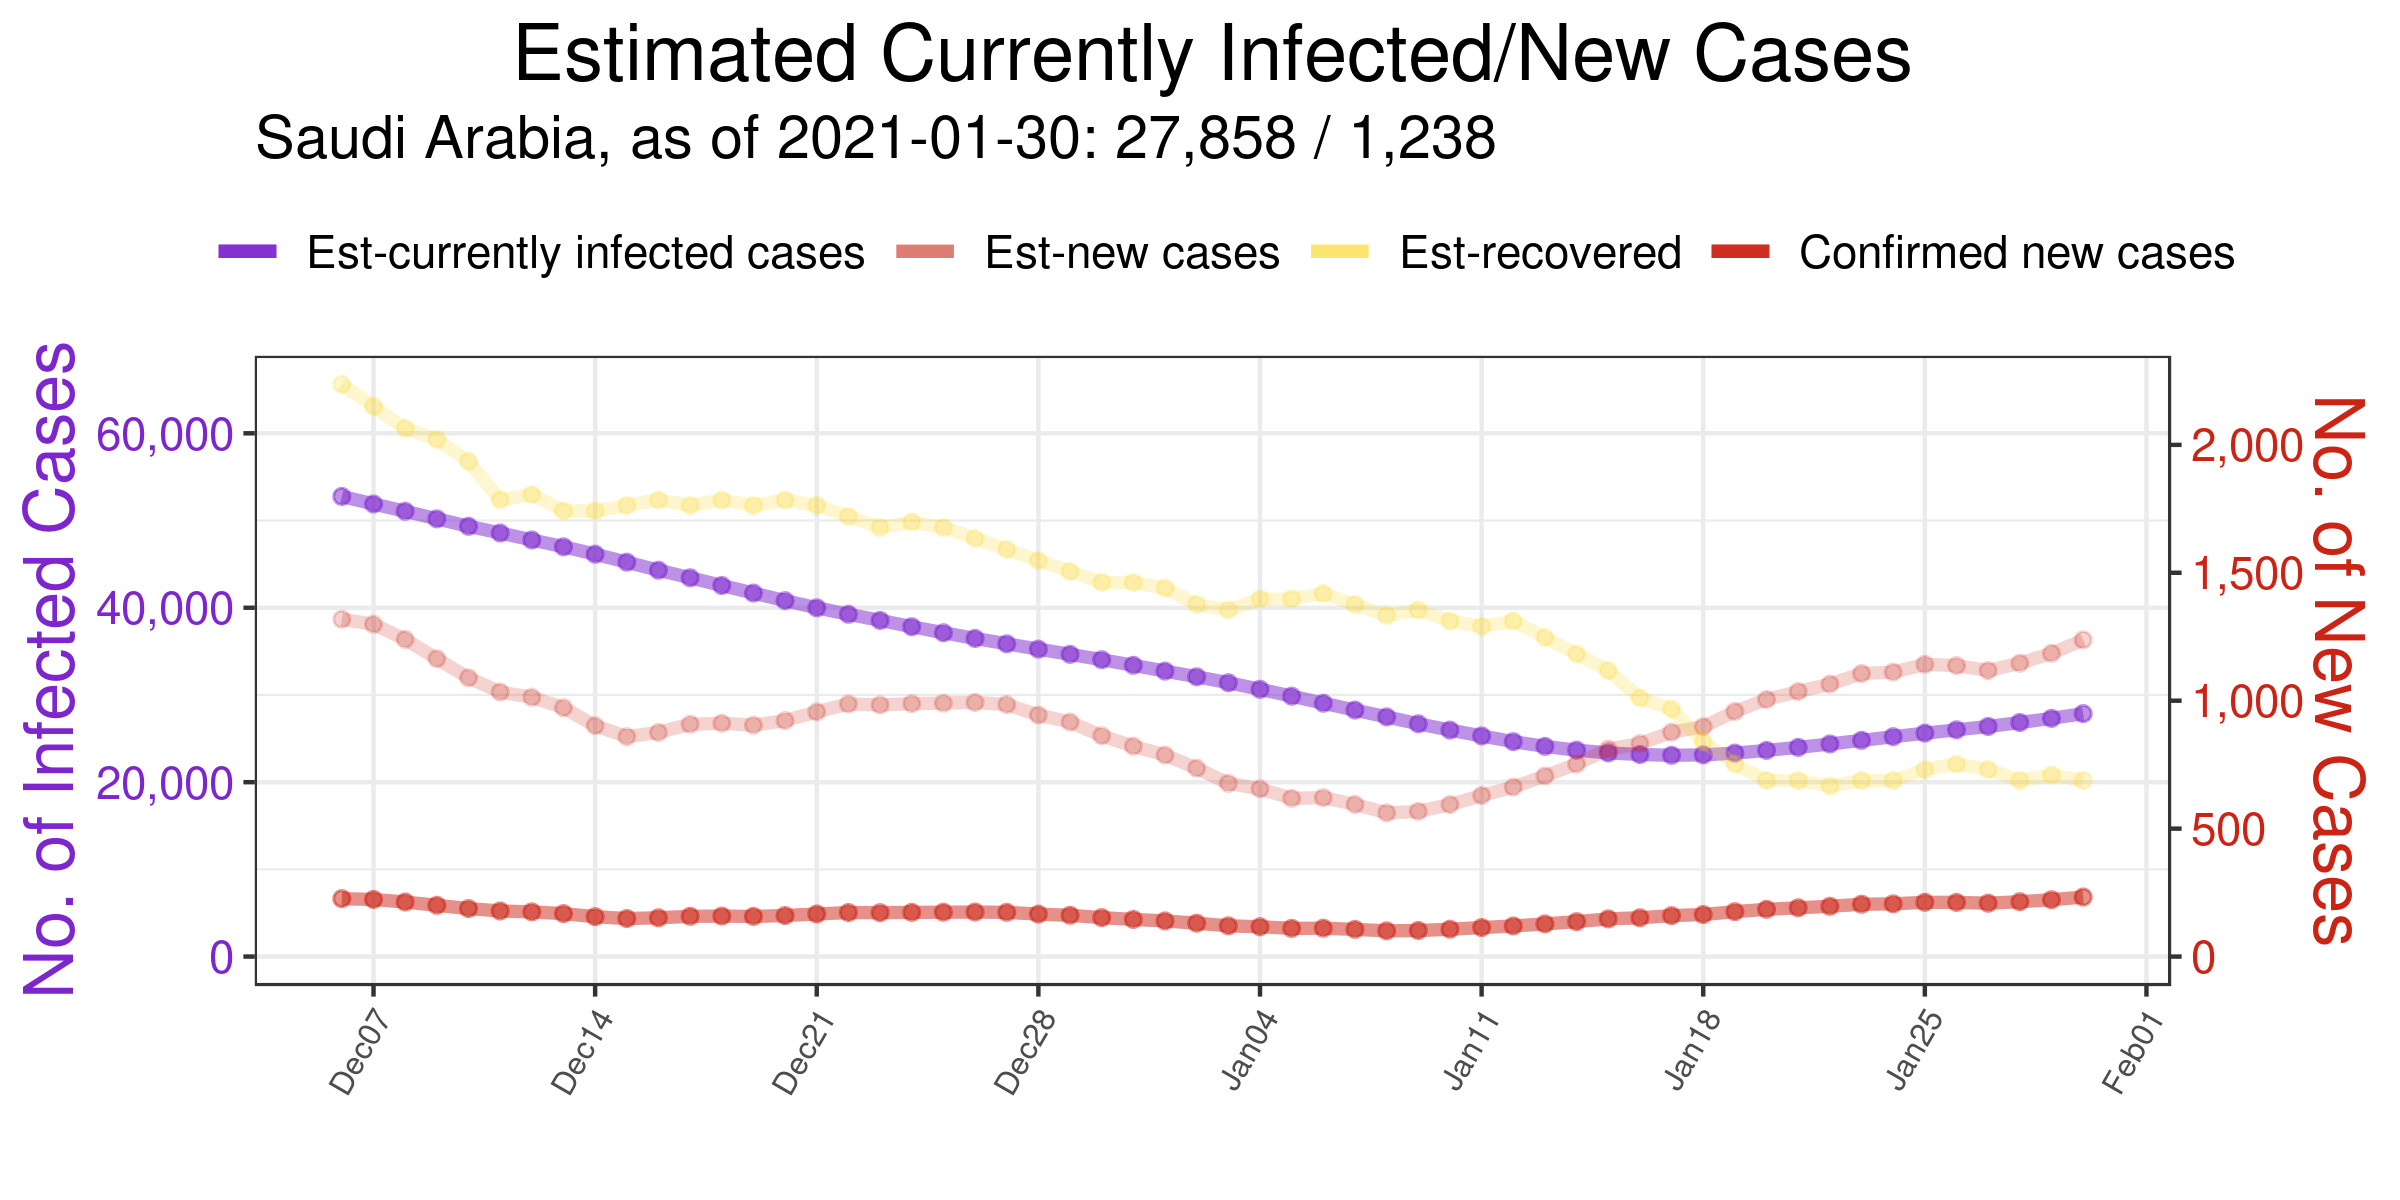 Estimated Currently Infected/New Cases
Saudi Arabia, as of 2021-01-30: 27,858 / 1,238
Est-currently infected cases Est-new cases Est-recovered Confirmed new cases
No. of Infected Cases
60,000
40,000
20,000
0
2,000
1,500
1,000
500
0
No. of New Cases
Dec07 Dec14 Dec21 Dec28 Jan04 Jan11 Jan18 Jan25 Feb01